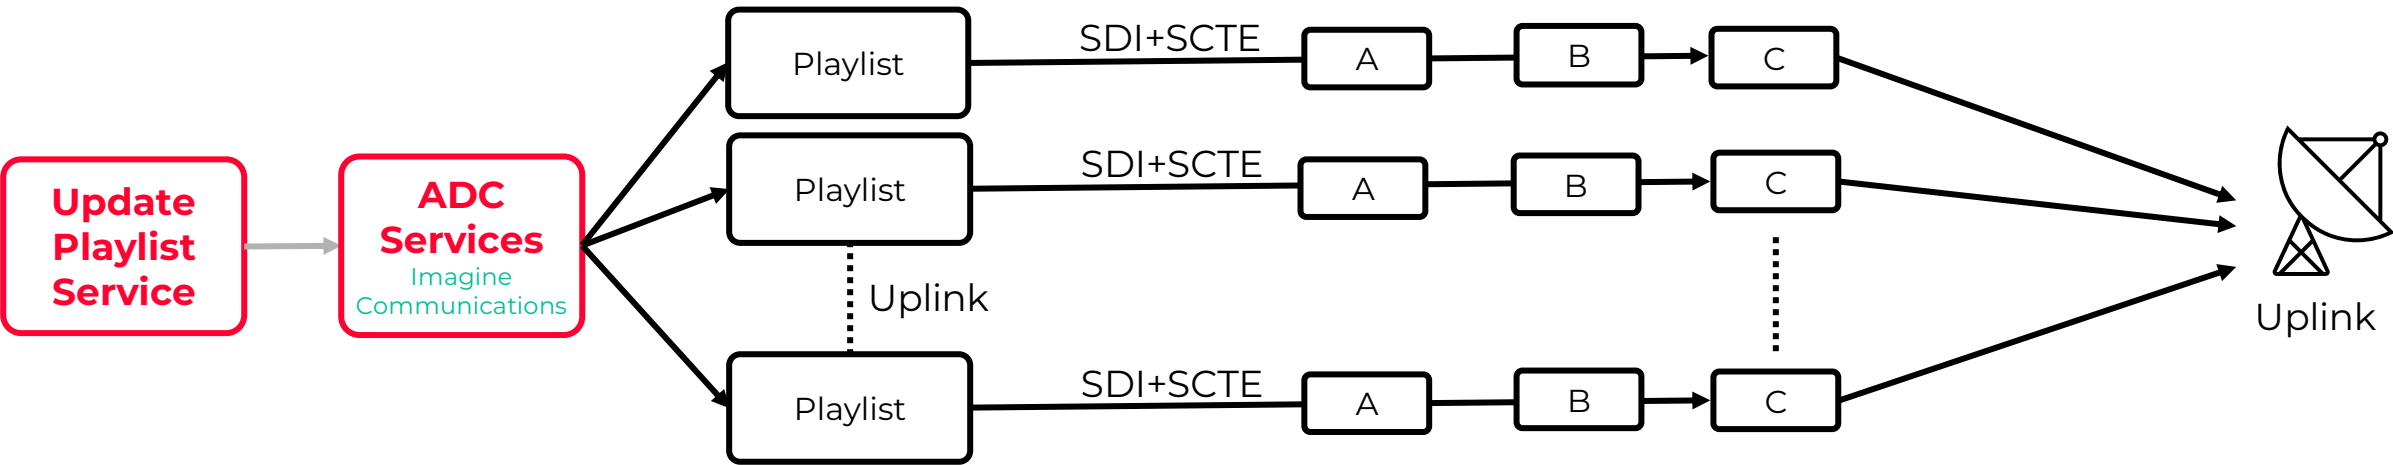 Update
Playlist
Service
ADC
Services
Imagine
Communications
Playlist
SDI+SCTE
A
B
C
Playlist
SDI+SCTE
A
B
C
Uplink
Playlist
SDI+SCTE
A
B
C
Uplink